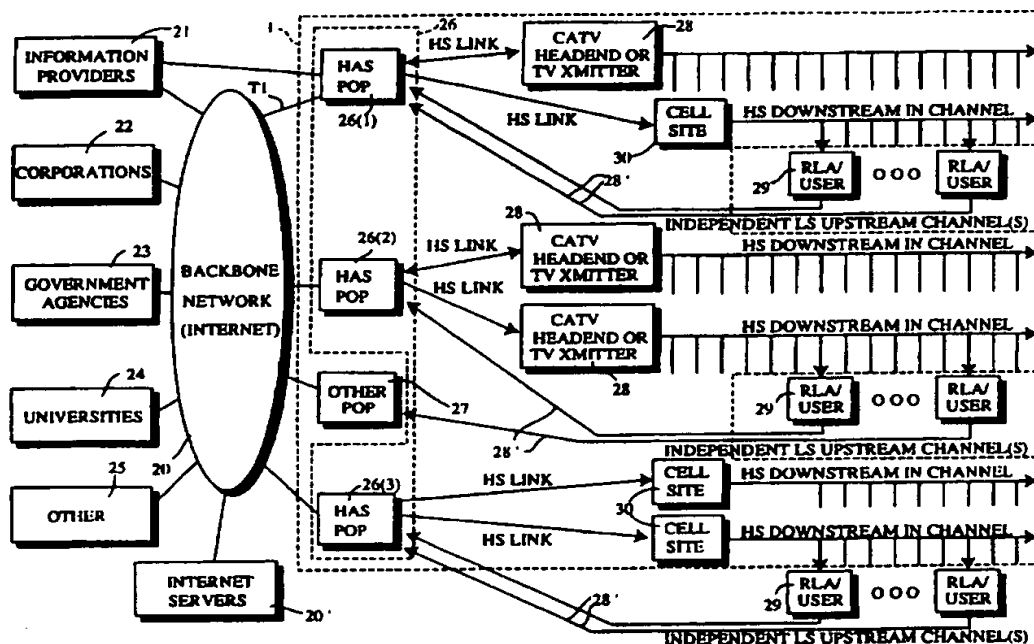 21
INFORMATION
PROVIDERS
22
CORPORATIONS
23
GOVERNMENT
AGENCIES
24
UNIVERSITIES
20
25
OTHER
INTERNET
SERVERS
20'
BACKBONE
NETWORK
(INTERNET)
T1
1
26
HAS
POP
26(1)
HS LINK
HS LINK
28
CATV
HEADEND OR
TV XMITTER
CELL
SITE
30
HS DOWNSTREAM IN CHANNEL
29
RLA/
USER
RLA/
USER
28'
INDEPENDENT LS UPSTREAM CHANNEL(S)
26(2)
HAS
POP
HS LINK
HS LINK
28
CATV
HEADEND OR
TV XMITTER
HS DOWNSTREAM IN CHANNEL
CATV
HEADEND OR
TV XMITTER
28
HS DOWNSTREAM IN CHANNEL
29
RLA/
USER
RLA/
USER
28'
INDEPENDENT LS UPSTREAM CHANNEL(S)
OTHER
POP
27
26(3)
HAS
POP
HS LINK
HS LINK
CELL
SITE
30
CELL
SITE
HS DOWNSTREAM IN CHANNEL
HS DOWNSTREAM IN CHANNEL
29
RLA/
USER
RLA/
USER
28'
INDEPENDENT LS UPSTREAM CHANNEL(S)